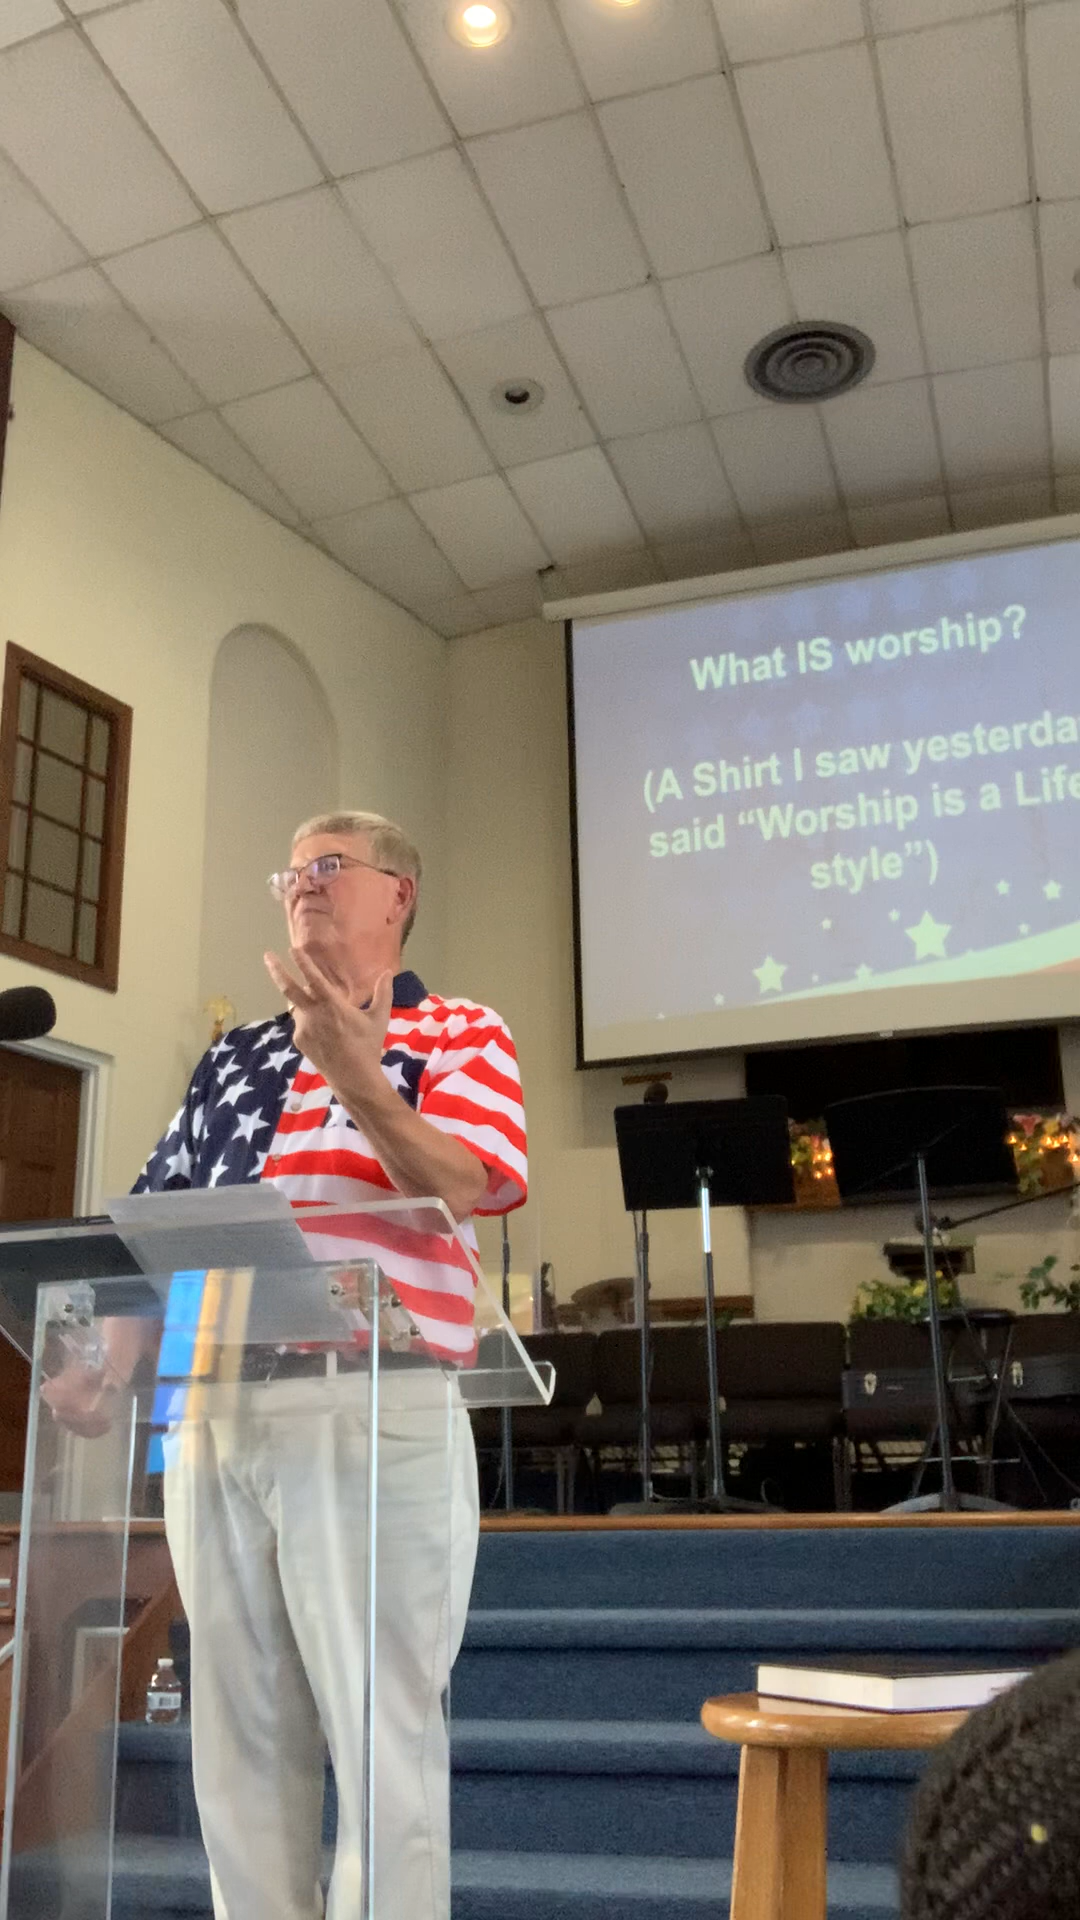 What IS worship?
(A Shirt I saw yesterda
said “Worship is a Life
style”)